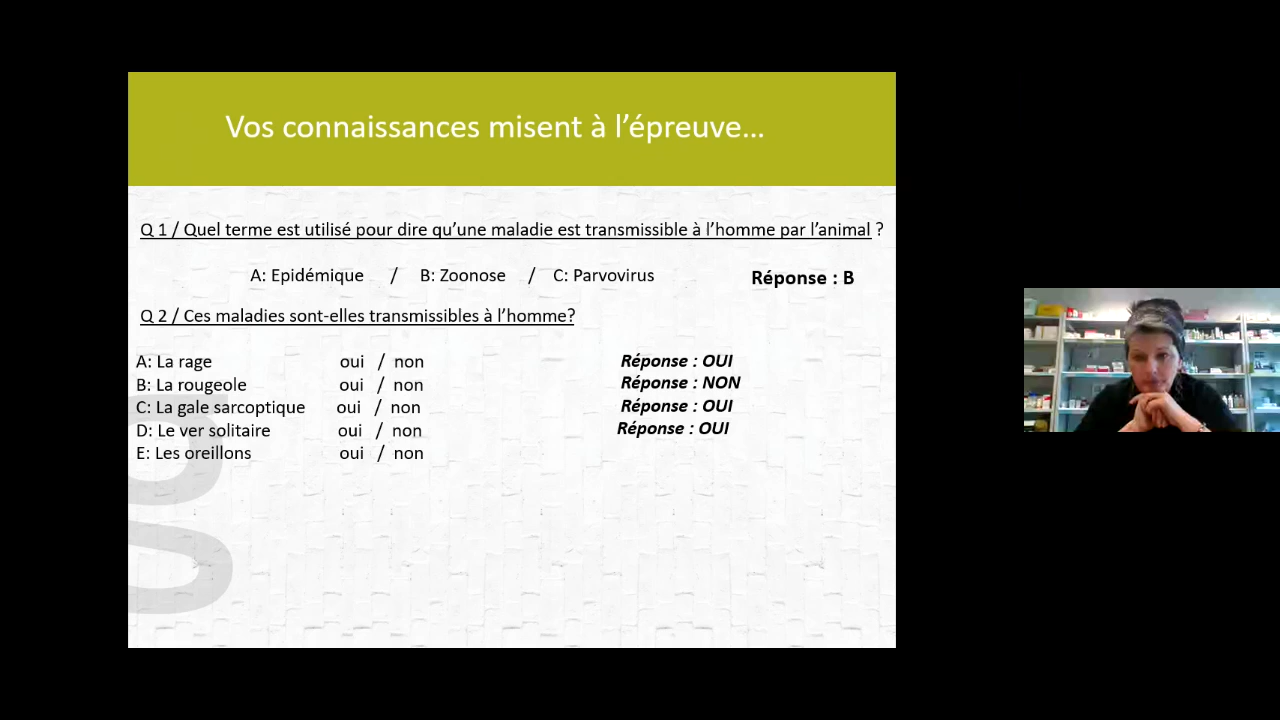 Vos connaissances misent à l’épreuve…
Q 1 / Quel terme est utilisé pour dire qu’une maladie est transmissible à l’homme par l’animal ?
A: Epidémique / B: Zoonose / C: Parvovirus Réponse : B
Q 2 / Ces maladies sont-elles transmissibles à l’homme?
A: La rage oui / non Réponse : OUI
B: La rougeole oui / non Réponse : NON
C: La gale sarcoptique oui / non Réponse : OUI
D: Le ver solitaire oui / non Réponse : OUI
E: Les oreillons oui / non